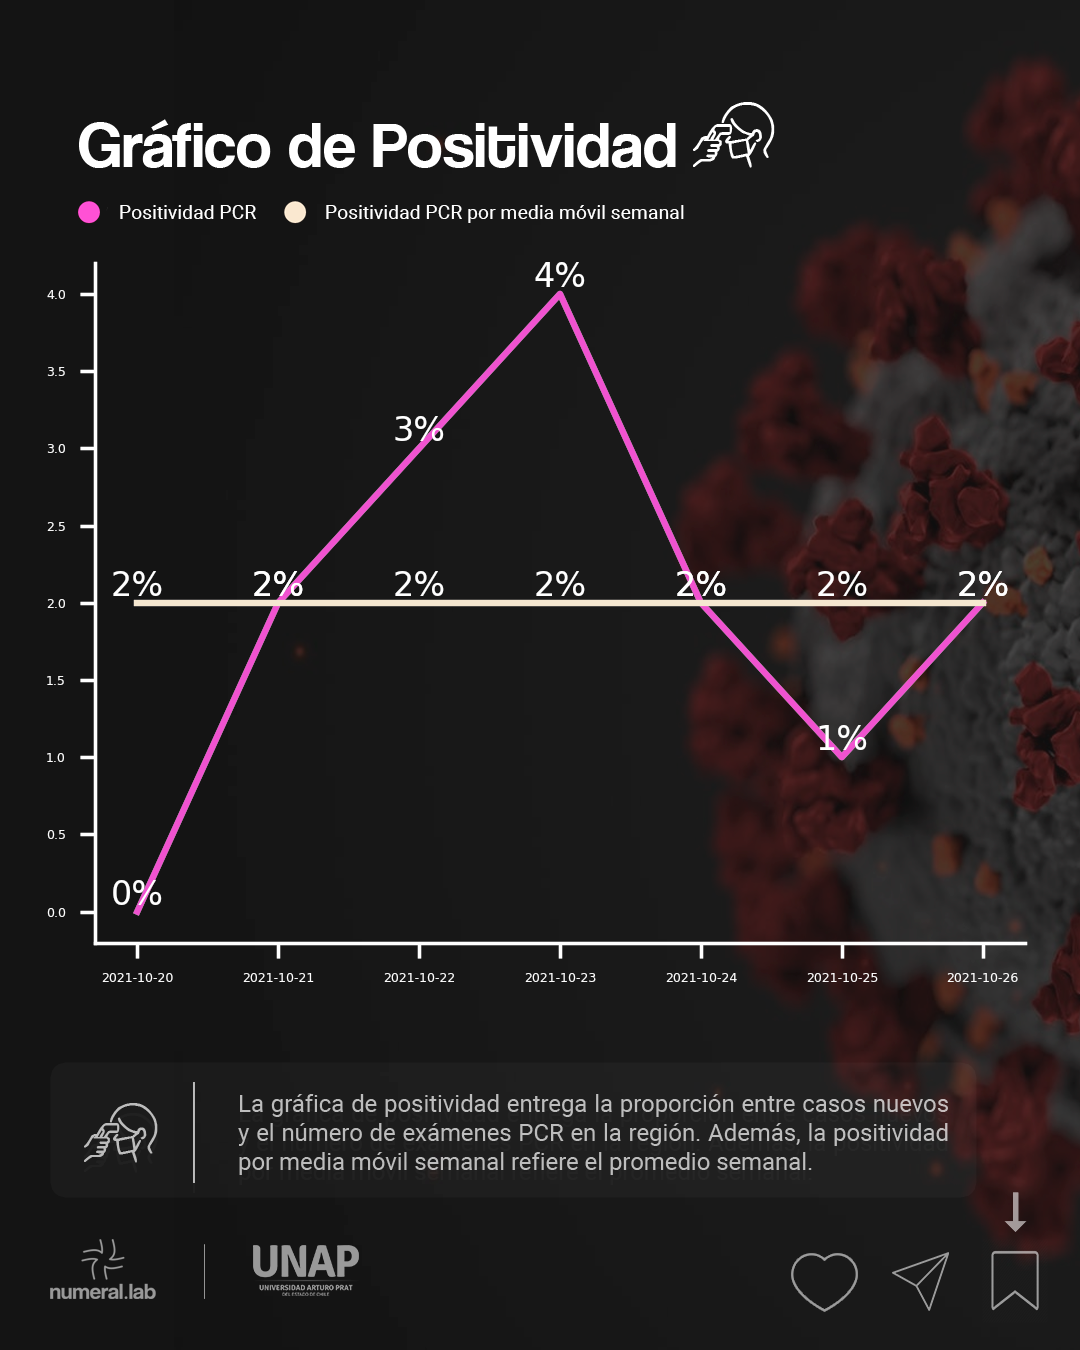 Gráfico de Positividad
Positividad PCR Positividad PCR por media móvil semanal
4%
4.0
3.5
3%
3.0
2.5
2% 2% 2% 2% 2% 2% 2%
2.0
1.5
1%
1.0
0.5
0%
0.0
2021-10-20 2021-10-21 2021-10-22 2021-10-23 2021-10-24 2021-10-25 2021-10-26
La gráfica de positividad entrega la proporción entre casos nuevos
y el número de exámenes PCR en la región. Además, la positividad
por media móvil semanal refiere el promedio semanal.
numeral.lab
UNAP
UNIVERSIDAD ARTURO PRAT
DEL ESTADO DE CHILE